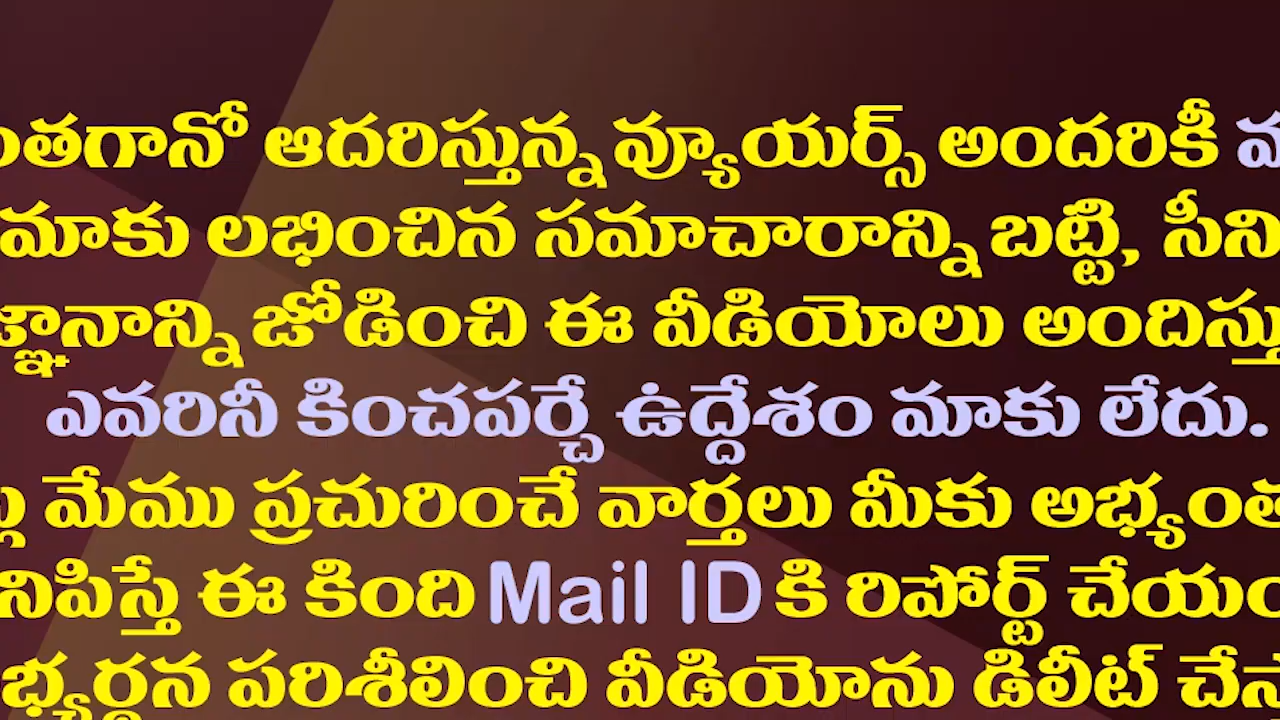 ఆదరిస్తున్న వ్యూయర్స్ అందరికీ
మాకు లభించిన సమాచారాన్ని బట్టి,
జోడించి ఈ వీడియోలు
ఎవరినీ కించపర్చే ఉద్దేశం మాకు లేదు.
మేము ప్రచురించే వార్తలు మీకు
ఈ కింది Mail ID కి రిపోర్ట్
పరిశీలించి వీడియోను డిలీట్